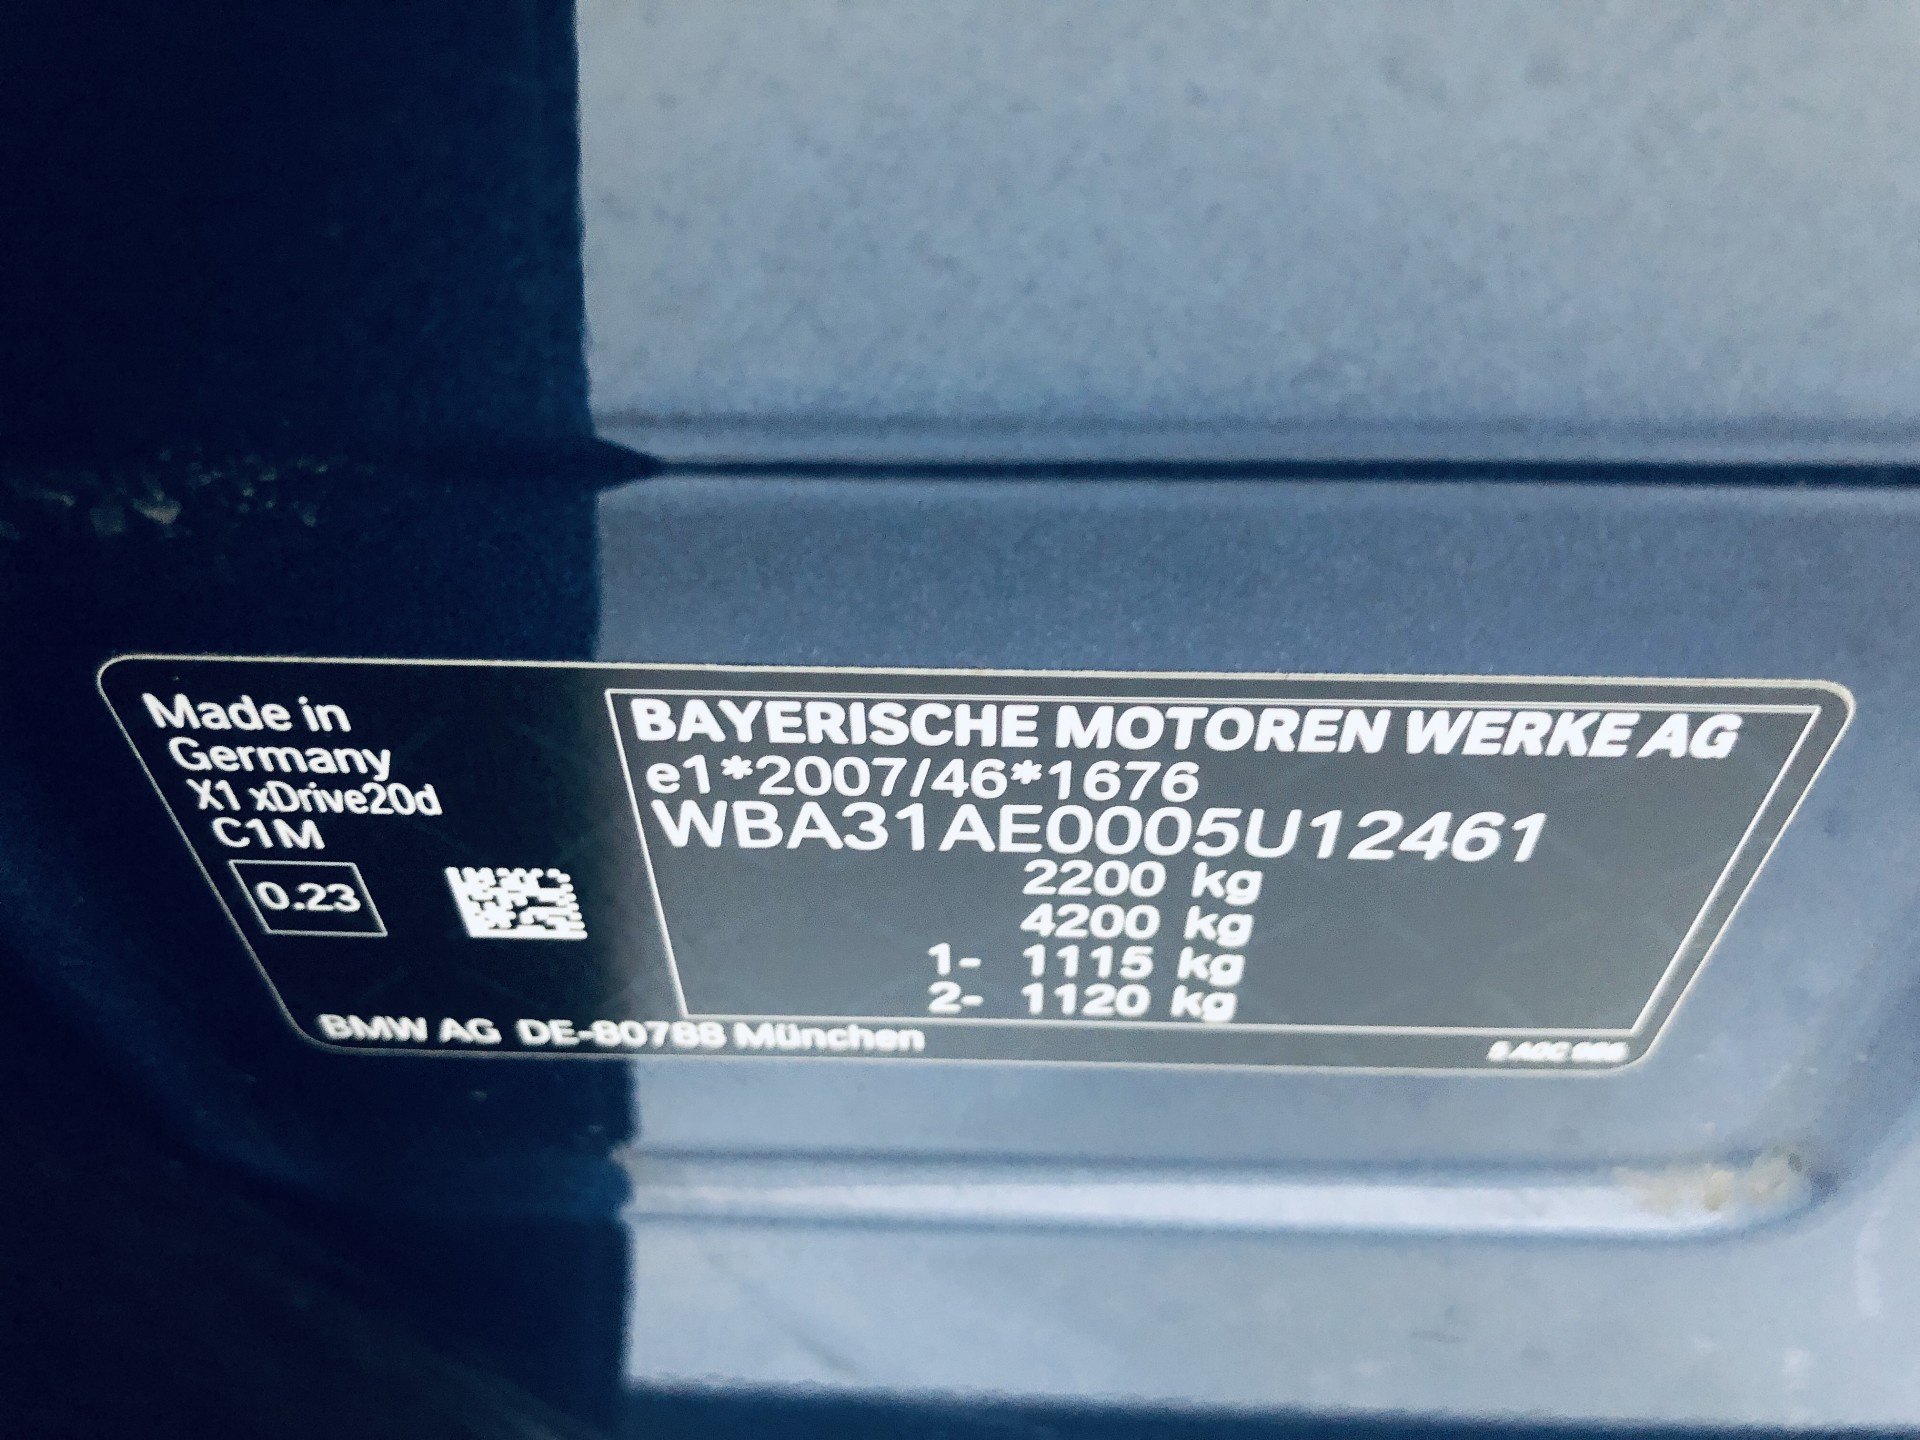 Made in
Germany
X1 xDrive20d
C1M
0.23
BAYERISCHE MOTOREN WERKE AG
e1*2007/46*1676
WBA31AE0005U12461
2200 kg
4200 kg
1- 1115 kg
2- 1120 kg
BMW AG DE-80788 München